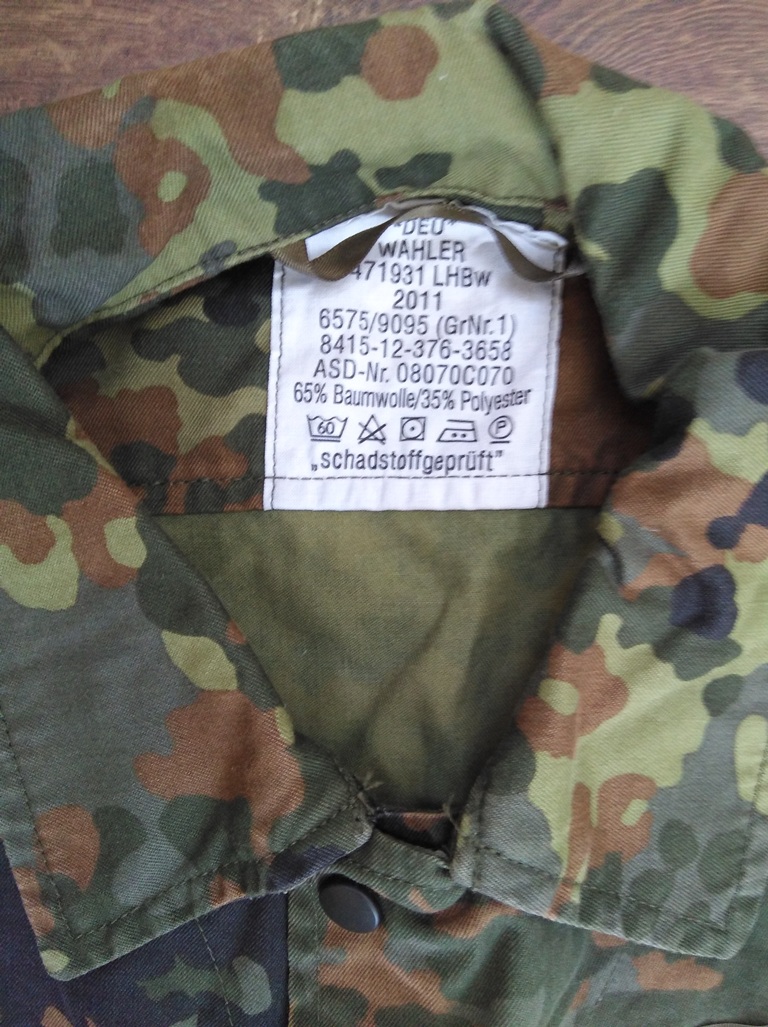 "DEU"
WAHLER
471931 LHBw
2011
6575/9095 (GrNr.1)
8415-12-376-3658
ASD-Nr. 08070C070
65% Baumwolle/35% Polyester
60 P
„schadstoffgeprüft"